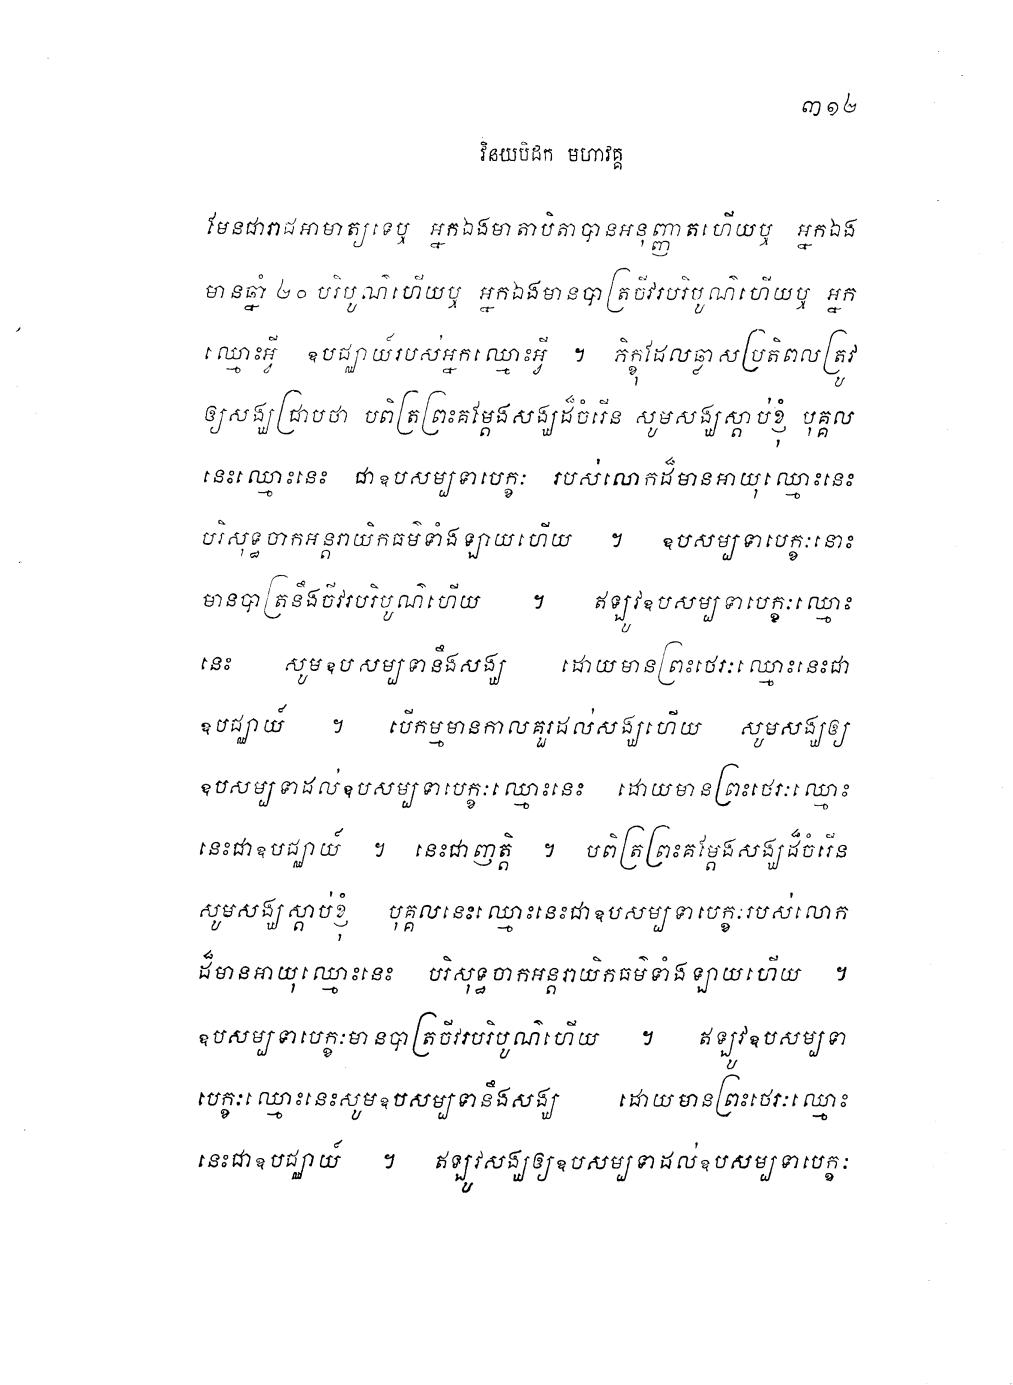 ៣១២
វិនយបិដក មហាវគ្គ
មែនជារាជអាមាត្យទេឬ អ្នកឯងមាតាបិតាបានអនុញ្ញាតហើយឬ អ្នកឯង
មានឆ្នាំ ២០ បរិបូណ៌ហើយឬ អ្នកឯងមានបាត្រចីវរបរិបូណ៌ហើយឬ អ្នក
ឈ្មោះអ្វី ឧបជ្ឈាយ៍របស់អ្នកឈ្មោះអ្វី ។ ភិក្ខុដែលឆ្លាសប្រតិពលត្រូវ
ឲ្យសង្ឃជ្រាបថា បពិត្រព្រះគម្តែងសង្ឃដ៏ចំរើន សូមសង្ឃស្តាប់ខ្ញុំ បុគ្គល
នេះឈ្មោះនេះ ជាឧបសម្បទាបេក្ខៈ របស់លោកដ៏មានអាយុឈ្មោះនេះ
បរិសុទ្ធចាកអន្តរាយិកធម៌ទាំងឡាយហើយ ។ ឧបសម្បទាបេក្ខៈនោះ
មានបាត្រនឹងចីវរបរិបូណ៌ហើយ ។ ឥឡូវឧបសម្បទាបេក្ខៈឈ្មោះ
នេះ សូមឧបសម្បទានឹងសង្ឃ ដោយមានព្រះថេរៈឈ្មោះនេះជា
ឧបជ្ឈាយ៍ ។ បើកម្មមានកាលគួរដល់សង្ឃហើយ សូមសង្ឃឲ្យ
ឧបសម្បទាដល់ឧបសម្បទាបេក្ខៈឈ្មោះនេះ ដោយមានព្រះថេរៈឈ្មោះ
នេះជាឧបជ្ឈាយ៍ ។ នេះជាញត្តិ ។ បពិត្រព្រះគម្តែងសង្ឃដ៏ចំរើន
សូមសង្ឃស្តាប់ខ្ញុំ បុគ្គលនេះឈ្មោះនេះជាឧបសម្បទាបេក្ខៈរបស់លោក
ដ៏មានអាយុឈ្មោះនេះ បរិសុទ្ធចាកអន្តរាយិកធម៌ទាំងឡាយហើយ ។
ឧបសម្បទាបេក្ខៈមានបាត្រចីវរបរិបូណ៌ហើយ ។ ឥឡូវឧបសម្បទា
បេក្ខៈឈ្មោះនេះសូមឧបសម្បទានឹងសង្ឃ ដោយមានព្រះថេរៈឈ្មោះ
នេះជាឧបជ្ឈាយ៍ ។ ឥឡូវសង្ឃឲ្យឧបសម្បទាដល់ឧបសម្បទាបេក្ខៈ